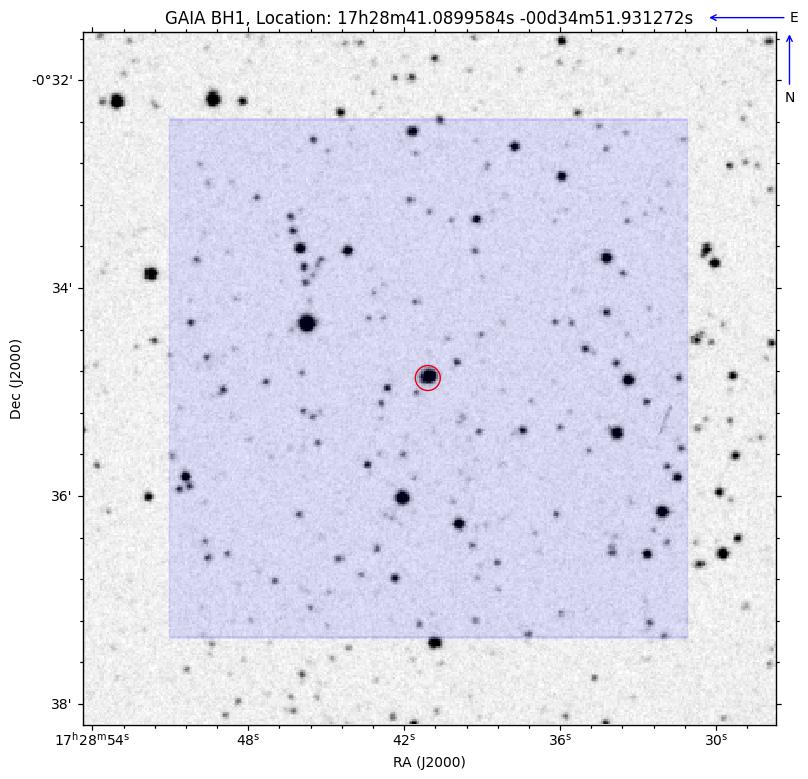 GAIA BH1, Location: 17h28m41.0899584s -00d34m51.931272s
E
N
-0°32'
34'
36'
38'
Dec (J2000)
17ʰ28ᵐ54ˢ 48ˢ 42ˢ 36ˢ 30ˢ
RA (J2000)